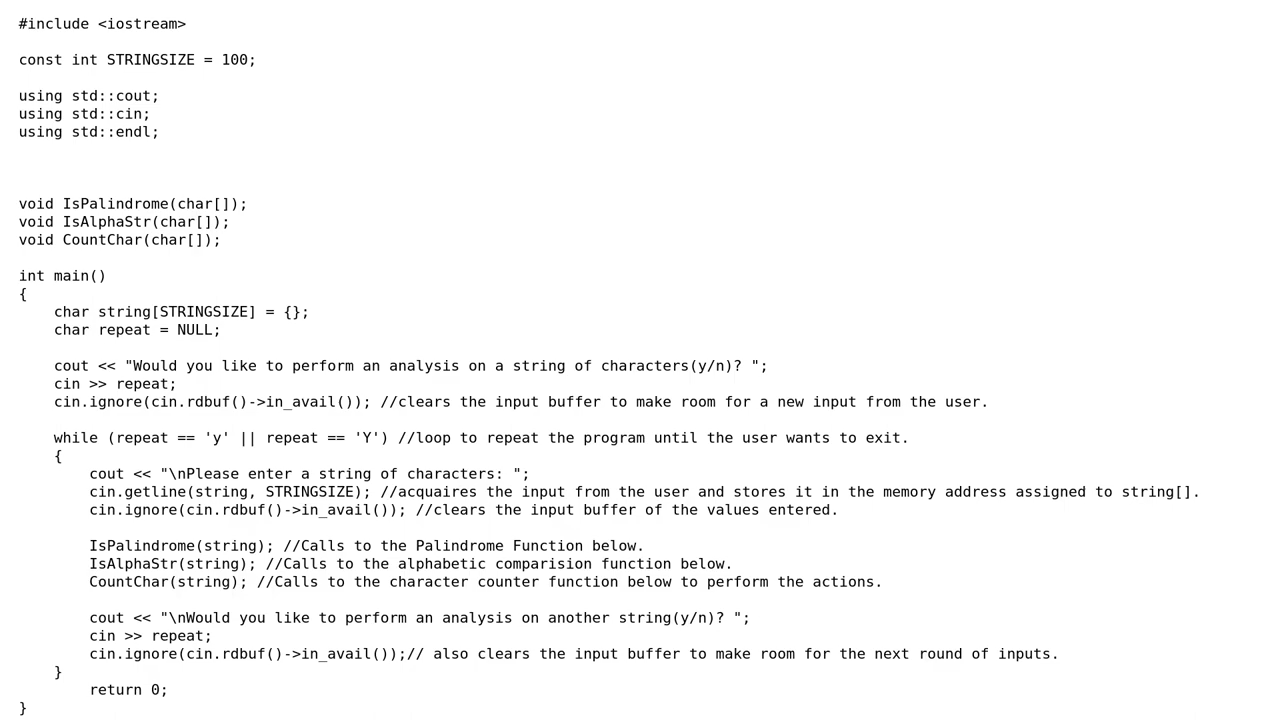 #include <iostream>

const int STRINGSIZE = 100;

using std::cout;
using std::cin;
using std::endl;

void IsPalindrome(char[]);
void IsAlphaStr(char[]);
void CountChar(char[]);

int main()
{
    char string[STRINGSIZE] = {};
    char repeat = NULL;

    cout << "Would you like to perform an analysis on a string of characters(y/n)? ";
    cin >> repeat;
    cin.ignore(cin.rdbuf()->in_avail()); //clears the input buffer to make room for a new input from the user.

    while (repeat == 'y' || repeat == 'Y') //loop to repeat the program until the user wants to exit.
    {
        cout << "\nPlease enter a string of characters: ";
        cin.getline(string, STRINGSIZE); //acquaires the input from the user and stores it in the memory address assigned to string[].
        cin.ignore(cin.rdbuf()->in_avail()); //clears the input buffer of the values entered.

        IsPalindrome(string); //Calls to the Palindrome Function below.
        IsAlphaStr(string); //Calls to the alphabetic comparision function below.
        CountChar(string); //Calls to the character counter function below to perform the actions.

        cout << "\nWould you like to perform an analysis on another string(y/n)? ";
        cin >> repeat;
        cin.ignore(cin.rdbuf()->in_avail());// also clears the input buffer to make room for the next round of inputs.
    }
        return 0;
}